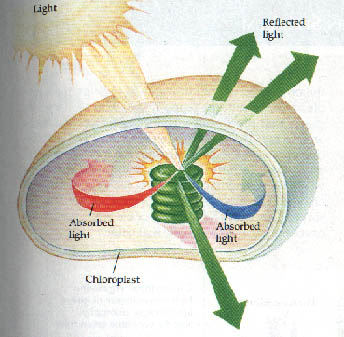 Light
Reflected
light
Absorbed
light
Absorbed
light
Chloroplast